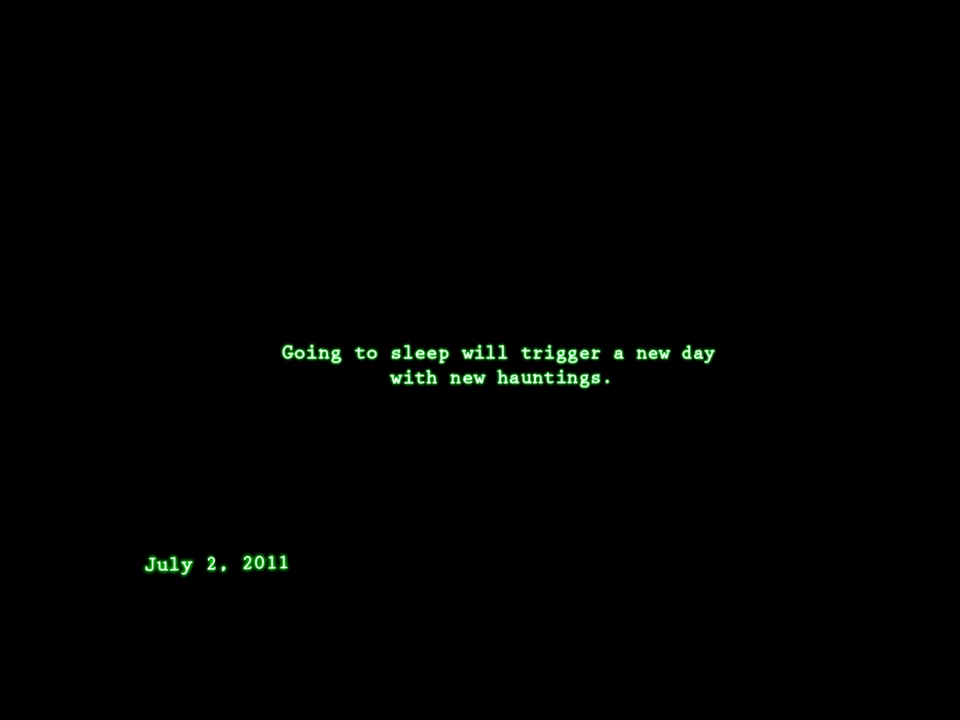 Going to sleep will trigger a new day
with new hauntings.
July 2, 2011